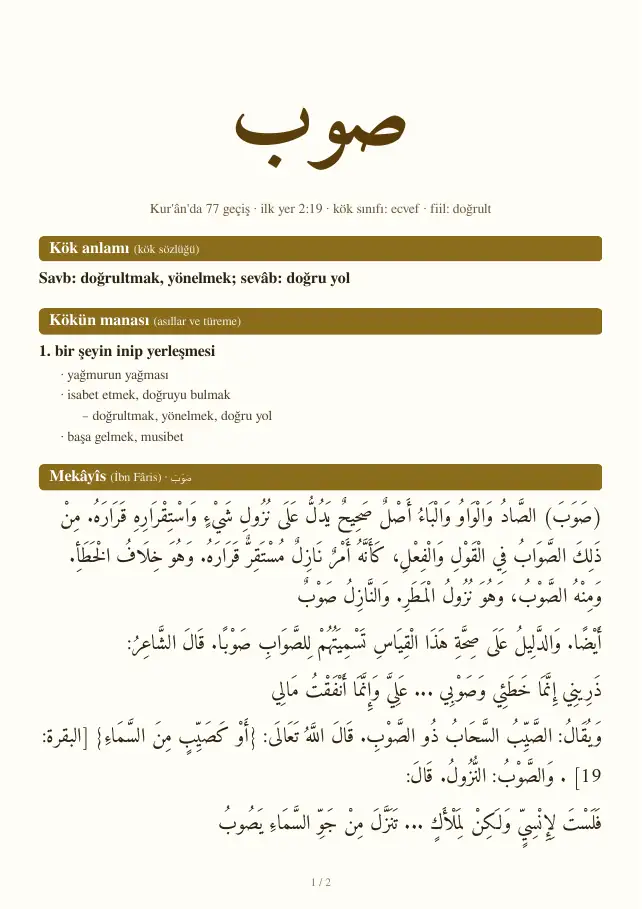 صوب
Kur'ân'da 77 geçiş · ilk yer 2:19 · kök sınıfı: ecvef · fiil: doğrult
Kök anlamı (kök sözlüğü)
Savb: doğrultmak, yönelmek; sevâb: doğru yol
Kökün manası (asıllar ve türeme)
1. bir şeyin inip yerleşmesi
· yağmurun yağması
· isabet etmek, doğruyu bulmak
– doğrultmak, yönelmek, doğru yol
· başa gelmek, musibet
Mekâyîs (İbn Fâris) · صَوَبَ
(صَوَبَ) الصَّادُ وَالْوَاوُ وَالْبَاءُ أَصْلٌ صَحِيحٌ يَدُلُّ عَلَى نُزُولِ شَيْءٍ وَاسْتِقْرَارِهِ قَرَارَهُ. مِنْ
ذَلِكَ الصَّوَابُ فِي الْقَوْلِ وَالْفِعْلِ، كَأَنَّهُ أَمْرٌ نَازِلٌ مُسْتَقِرٌّ قَرَارَهُ. وَهُوَ خِلَافُ الْخَطَأِ.
وَمِنْهُ الصَّوْبُ، وَهُوَ نُزُولُ الْمَطَرِ. وَالنَّازِلُ صَوْبٌ
أَيْضًا. وَالدَّلِيلُ عَلَى صِحَّةِ هَذَا الْقِيَاسِ تَسْمِيَتُهُمْ لِلصَّوَابِ صَوْبًا. قَالَ الشَّاعِرُ:
ذَرِينِي إِنَّمَا خَطَئِي وَصَوْبِي ... عَلَيَّ وَإِنَّمَا أَنْفَقْتُ مَالِي
وَيُقَالُ: الصَّيِّبُ السَّحَابُ ذُو الصَّوْبِ. قَالَ اللَّهُ تَعَالَى: {أَوْ كَصَيِّبٍ مِنَ السَّمَاءِ} [البقرة:
19] . وَالصَّوْبُ: النُّزُولُ. قَالَ:
فَلَسْتَ لِإِنْسِيٍّ وَلَكِنْ لِمَلْأَكٍ ... تَنَزَّلَ مِنْ جَوِّ السَّمَاءِ يَصُوبُ
1 / 2